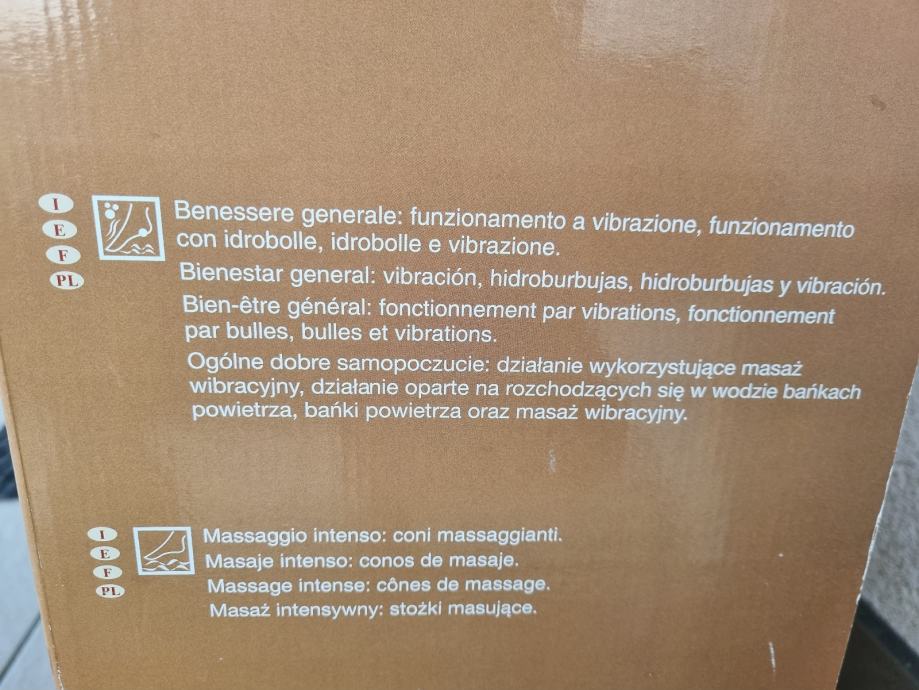 I
E
F
PL
Benessere generale: funzionamento a vibrazione, funzionamento
con idrobolle, idrobolle e vibrazione.
Bienestar general: vibración, hidroburbujas, hidroburbujas y vibración.
Bien-être général: fonctionnement par vibrations, fonctionnement
par bulles, bulles et vibrations.
Ogólne dobre samopoczucie: działanie wykorzystujące masaż
wibracyjny, działanie oparte na rozchodzących się w wodzie bańkach
powietrza, bańki powietrza oraz masaż wibracyjny.
I
E
F
PL
Massaggio intenso: coni massaggianti.
Masaje intenso: conos de masaje.
Massage intense: cônes de massage.
Masaż intensywny: stożki masujące.